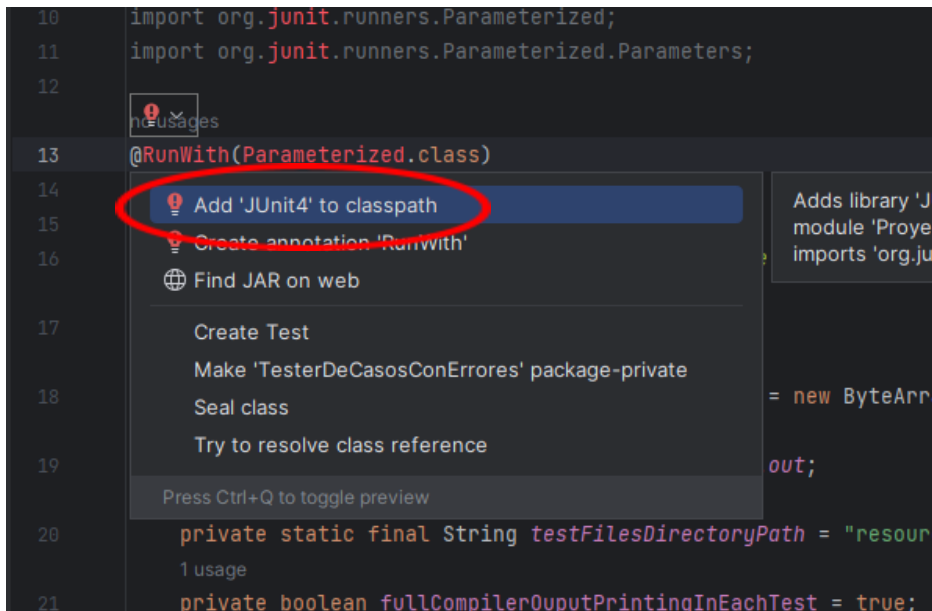 10 import org.junit.runners.Parameterized;
11 import org.junit.runners.Parameterized.Parameters;
12
no usages
13 @RunWith(Parameterized.class)
14
Add 'JUnit4' to classpath
Adds library 'J
15
module 'Proye
Create annotation 'RunWith'
16
imports 'org.ju
Find JAR on web
17
Create Test
Make 'TesterDeCasosConErrores' package-private
18 = new ByteArr
Seal class
Try to resolve class reference
19 out;
Press Ctrl+Q to toggle preview
20 private static final String testFilesDirectoryPath = "resour
1 usage
21 private boolean fullCompilerOuputPrintingInEachTest = true;